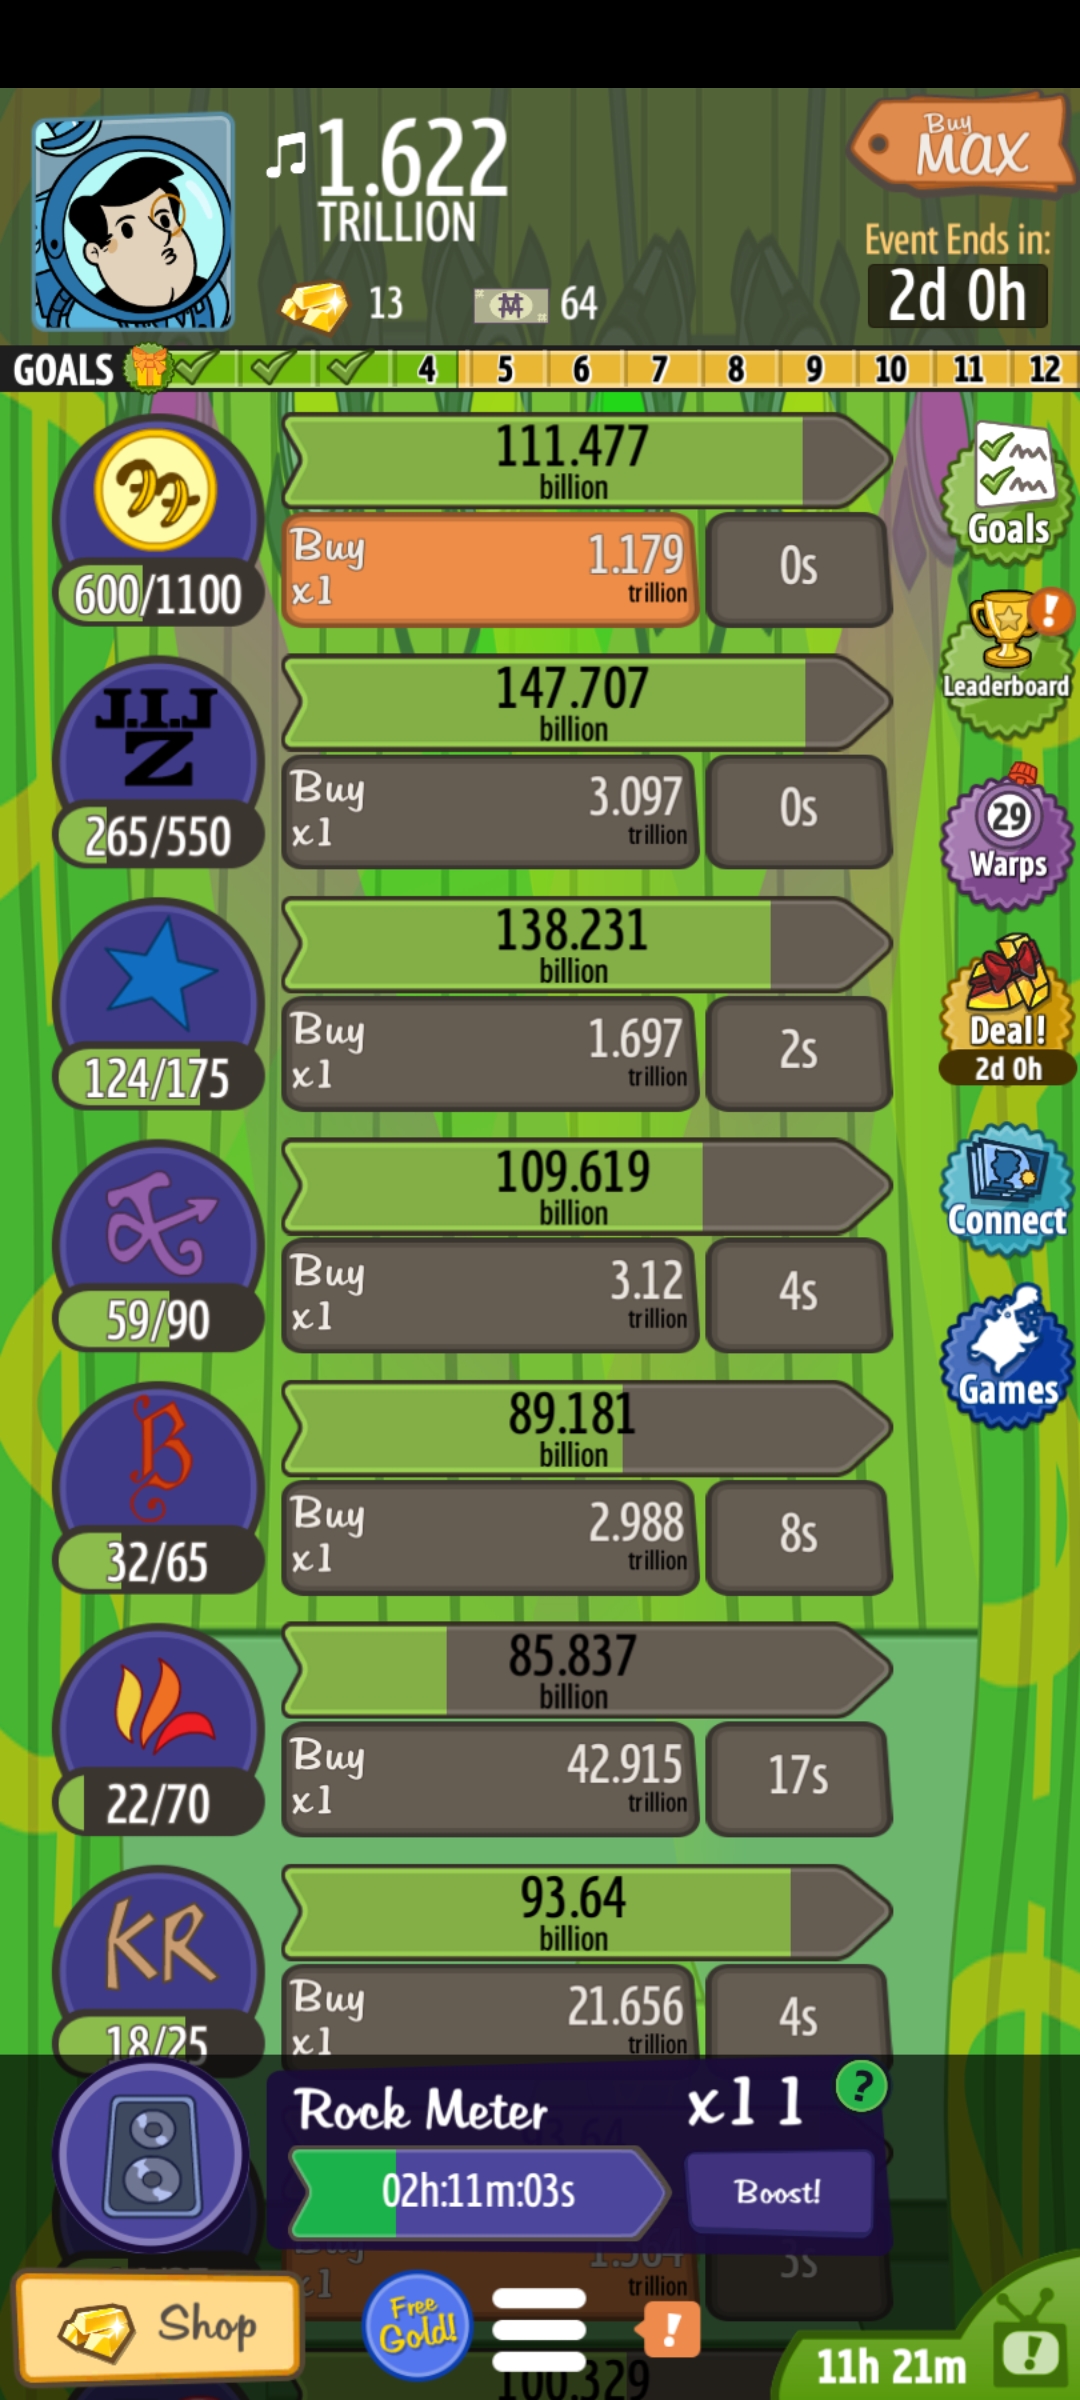 1.622
TRILLION
Buy
MAX
Event Ends in:
2d 0h
13
64
GOALS 4 5 6 7 8 9 10 11 12
111.477
billion
Buy
x1
1.179
trillion
0s
600/1100
Goals
Leaderboard
J.I.J
Z
147.707
billion
Buy
x1
3.097
trillion
0s
265/550
29
Warps
138.231
billion
Buy
x1
1.697
trillion
2s
124/175
Deal!
2d 0h
109.619
billion
Buy
x1
3.12
trillion
4s
59/90
Connect
B
89.181
billion
Buy
x1
2.988
trillion
8s
32/65
Games
85.837
billion
Buy
x1
42.915
trillion
17s
22/70
KR
93.64
billion
Buy
x1
21.656
trillion
4s
18/25
Rock Meter
x11
?
02h:11m:03s
Boost!
93.64
Buy
x1
1.564
trillion
3s
Shop
Free
Gold!
!
11h 21m
!
100.329